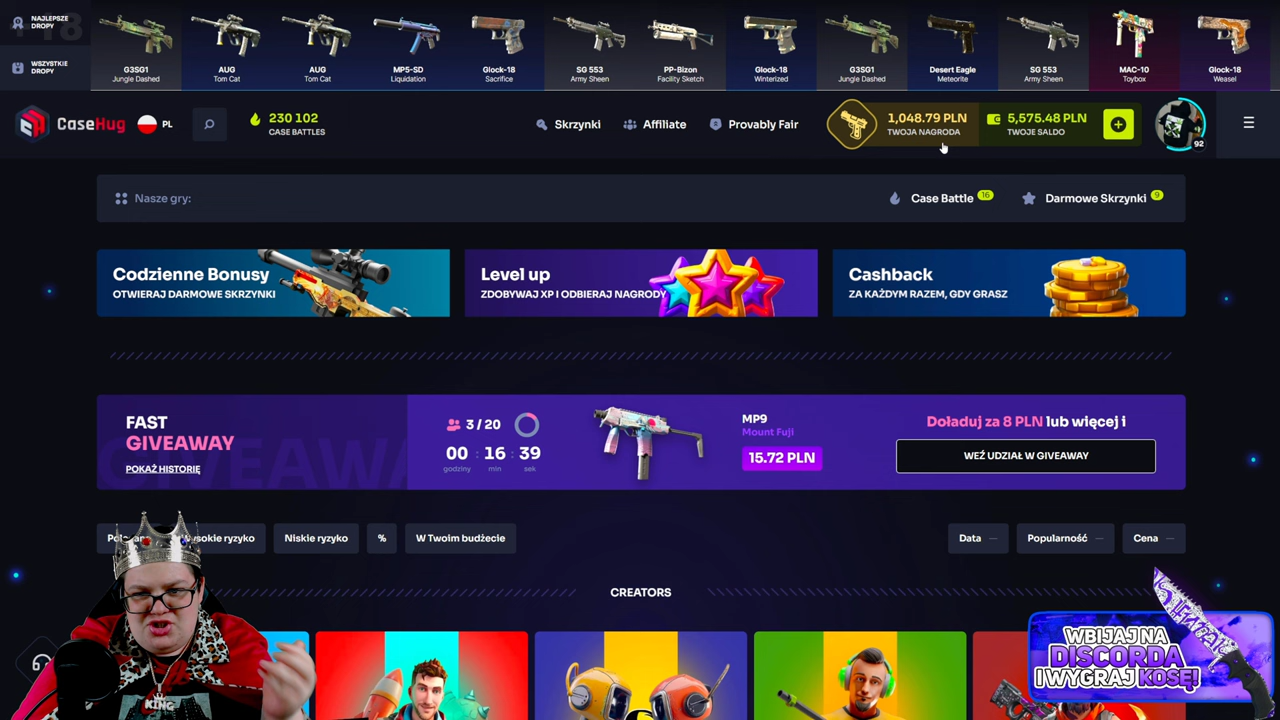 NAJLEPSZE
DROPY
WSZYSTKIE
DROPY
G3SG1
Jungle Dashed
AUG
Tom Cat
AUG
Tom Cat
MP5-SD
Liquidation
Glock-18
Sacrifice
SG 553
Army Sheen
PP-Bizon
Facility Sketch
Glock-18
Winterized
G3SG1
Jungle Dashed
Desert Eagle
Meteorite
SG 553
Army Sheen
MAC-10
Toybox
Glock-18
Weasel
CaseHug
PL
230 102
CASE BATTLES
Skrzynki
Affiliate
Provably Fair
1,048.79 PLN
TWOJA NAGRODA
5,575.48 PLN
TWOJE SALDO
92
Nasze gry:
Case Battle 16
Darmowe Skrzynki 9
Codzienne Bonusy
OTWIERAJ DARMOWE SKRZYNKI
Level up
ZDOBYWAJ XP I ODBIERAJ NAGRODY
Cashback
ZA KAŻDYM RAZEM, GDY GRASZ
FAST
GIVEAWAY
POKAŻ HISTORIĘ
3 / 20
00 : 16 : 39
godziny min sek
MP9
Mount Fuji
15.72 PLN
Doładuj za 8 PLN lub więcej i
WEŹ UDZIAŁ W GIVEAWAY
Niskie ryzyko
%
W Twoim budżecie
Data
Popularność
Cena
CREATORS
KING
WBIJAJ NA
DISCORDA
I WYGRAJ KOSĘ!